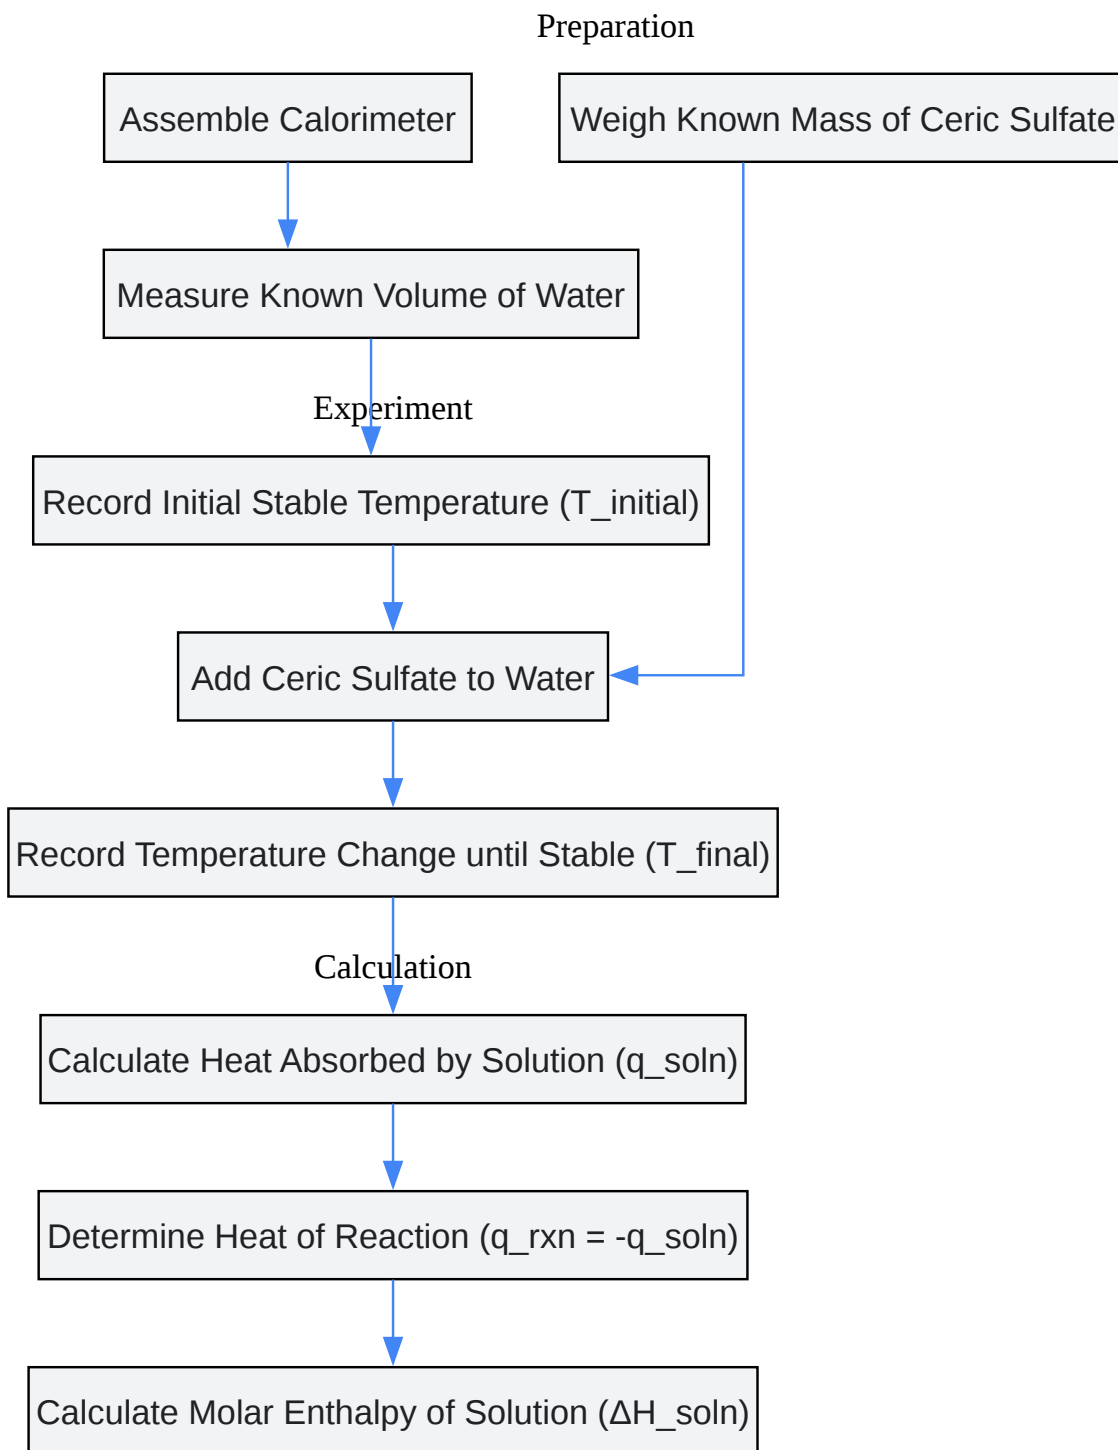 Preparation
Assemble Calorimeter
Weigh Known Mass of Ceric Sulfate
Measure Known Volume of Water
Experiment
Record Initial Stable Temperature (T_initial)
Add Ceric Sulfate to Water
Record Temperature Change until Stable (T_final)
Calculation
Calculate Heat Absorbed by Solution (q_soln)
Determine Heat of Reaction (q_rxn = -q_soln)
Calculate Molar Enthalpy of Solution (ΔH_soln)